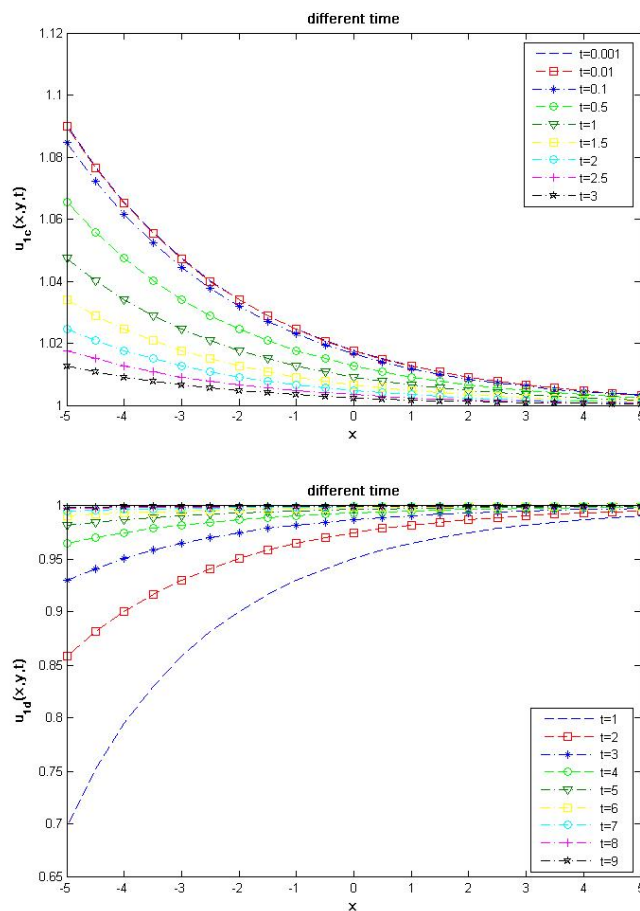 different time
1.12
1.1
1.08
1.06
1.04
1.02
1
u1c(x,y,t)
-5 -4 -3 -2 -1 0 1 2 3 4 5
x
t=0.001
t=0.01
t=0.1
t=0.5
t=1
t=1.5
t=2
t=2.5
t=3
different time
1
0.95
0.9
0.85
0.8
0.75
0.7
0.65
u1d(x,y,t)
-5 -4 -3 -2 -1 0 1 2 3 4 5
x
t=1
t=2
t=3
t=4
t=5
t=6
t=7
t=8
t=9